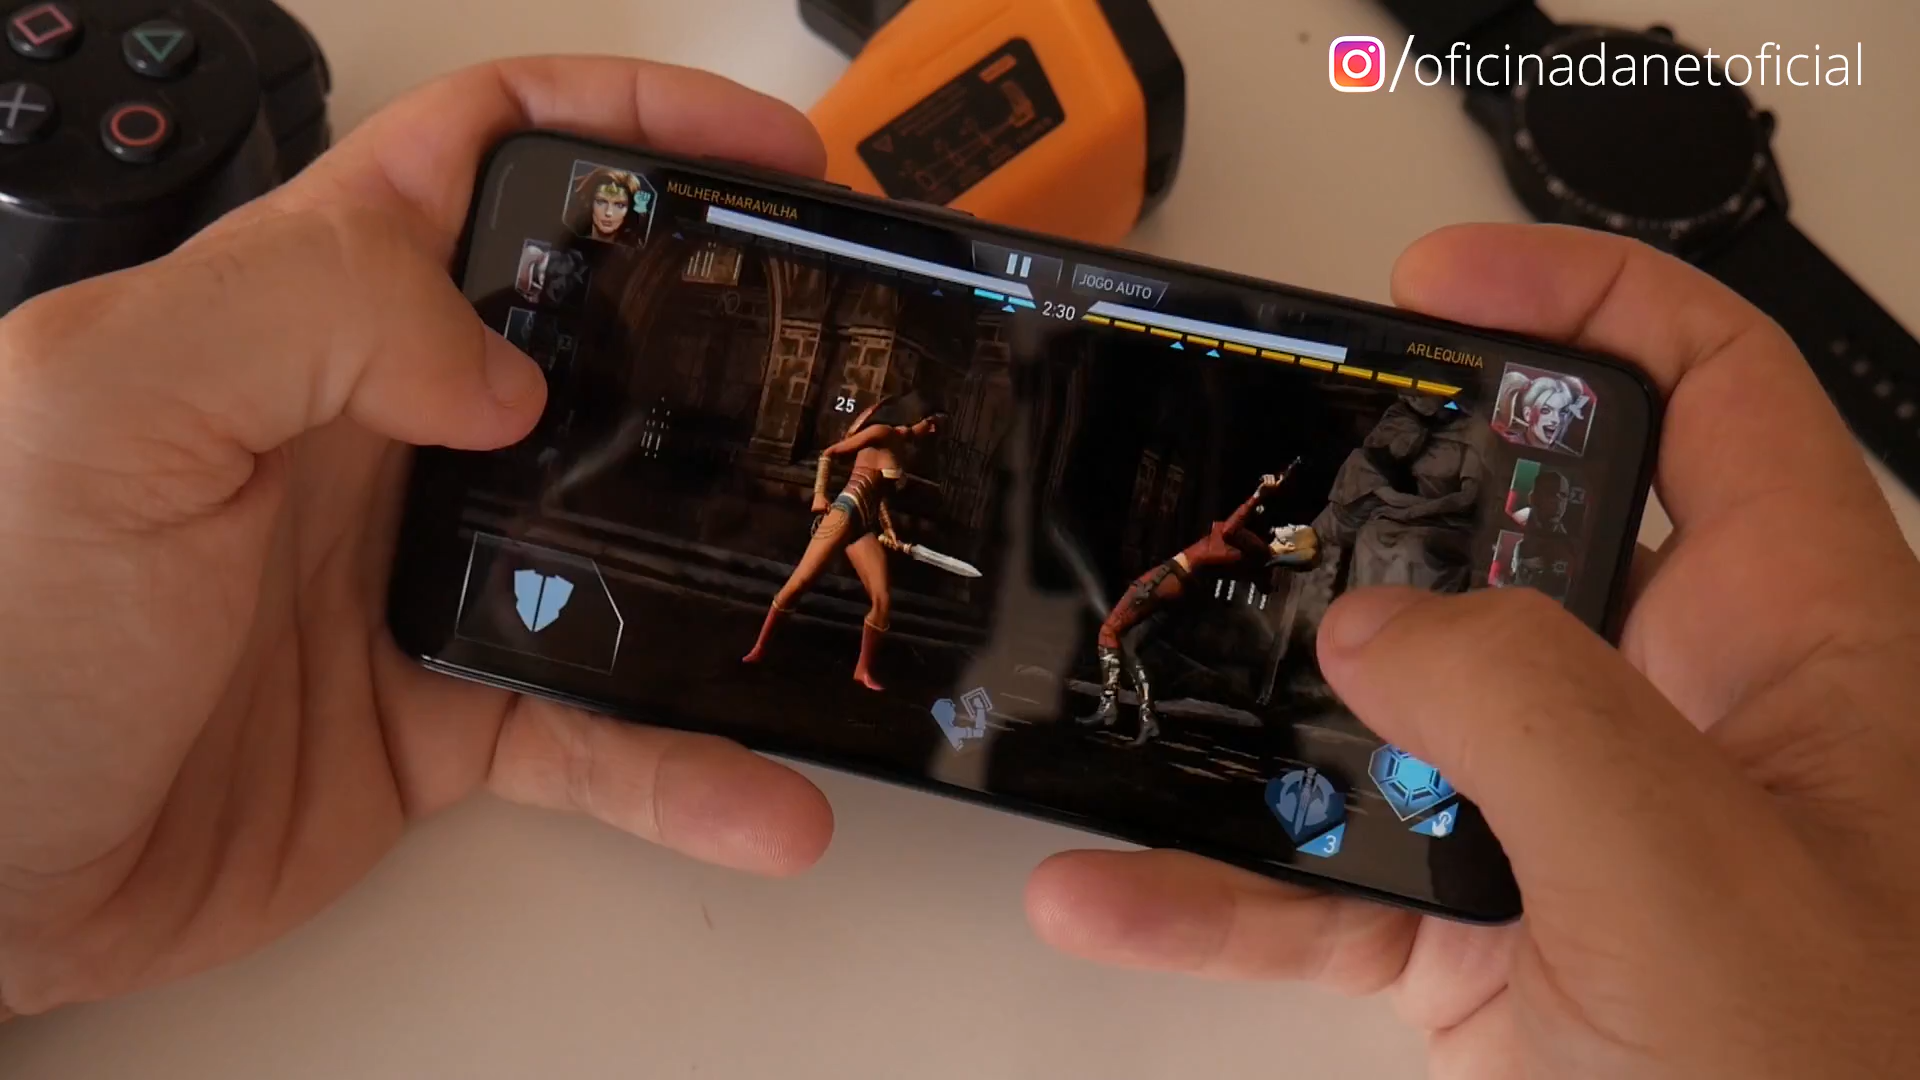 /oficinadanetoficial
MULHER-MARAVILHA
JOGO AUTO
2:30
ARLEQUINA
25
3